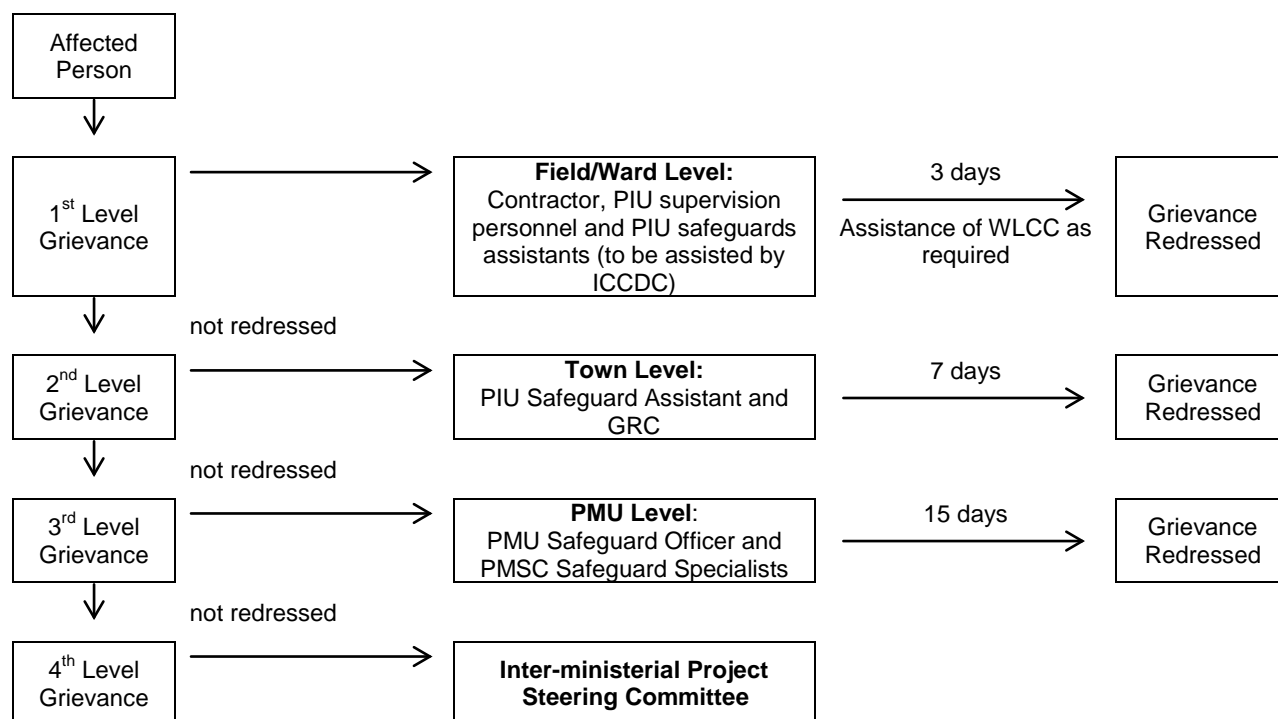 Affected
Person
1st Level
Grievance
Field/Ward Level:
Contractor, PIU supervision
personnel and PIU safeguards
assistants (to be assisted by
ICCDC)
3 days
Assistance of WLCC as
required
Grievance
Redressed
not redressed
2nd Level
Grievance
Town Level:
PIU Safeguard Assistant and
GRC
7 days
Grievance
Redressed
not redressed
3rd Level
Grievance
PMU Level:
PMU Safeguard Officer and
PMSC Safeguard Specialists
15 days
Grievance
Redressed
not redressed
4th Level
Grievance
Inter-ministerial Project
Steering Committee